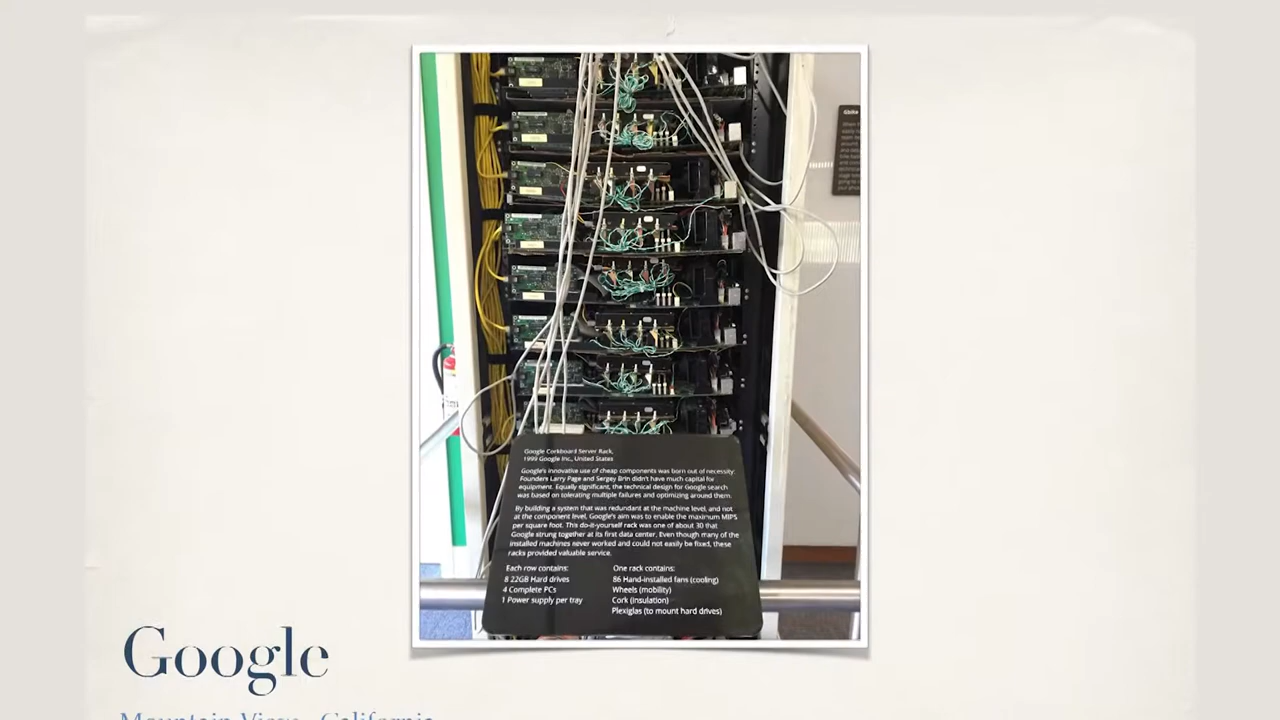 Google Corkboard Server Rack,
1999 Google Inc., United States
Google's innovative use of cheap components was born out of necessity:
Founders Larry Page and Sergey Brin didn't have much capital for
equipment. Equally significant, the technical design for Google search
was based on tolerating multiple failures and optimizing around them.
By building a system that was redundant at the machine level, and not
at the component level, Google's aim was to enable the maximum MIPS
per square foot. This do-it-yourself rack was one of about 30 that
Google strung together at its first data center. Even though many of the
installed machines never worked and could not easily be fixed, these
racks provided valuable service.
Each row contains:
8 22GB Hard drives
4 Complete PCs
1 Power supply per tray
One rack contains:
86 Hand-installed fans (cooling)
Wheels (mobility)
Cork (insulation)
Plexiglas (to mount hard drives)
Google
Mountain View, California